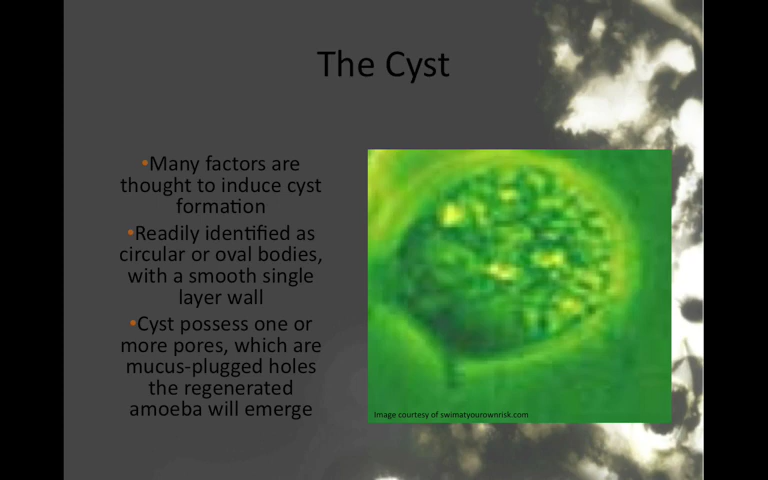 The Cyst
•Many factors are
thought to induce cyst
formation
•Readily identified as
circular or oval bodies,
with a smooth single
layer wall
•Cyst possess one or
more pores, which are
mucus-plugged holes
the regenerated
amoeba will emerge
Image courtesy of swimatyourownrisk.com